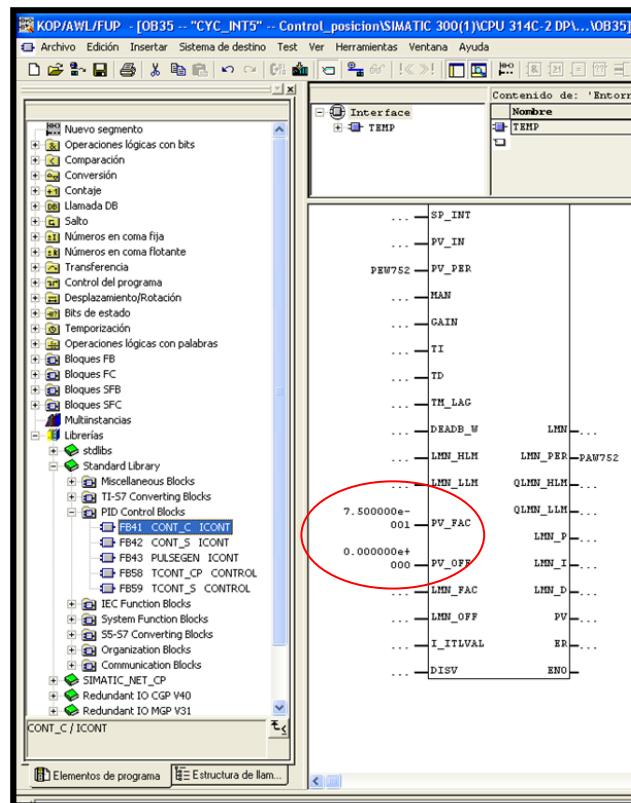 KOP/AWL/FUP - [OB35 -- "CYC_INT5" -- Control_posicion\SIMATIC 300(1)\CPU 314C-2 DP\...\OB35]
Archivo Edición Insertar Sistema de destino Test Ver Herramientas Ventana Ayuda
Contenido de: 'Entorn
Interface
Nombre
TEMP
TEMP
Nuevo segmento
Operaciones lógicas con bits
Comparación
Conversión
Contaje
Llamada DB
Salto
Números en coma fija
Números en coma flotante
Transferencia
Control del programa
Desplazamiento/Rotación
Bits de estado
Temporización
Operaciones lógicas con palabras
Bloques FB
Bloques FC
Bloques SFB
Bloques SFC
Multiinstancias
Librerías
stdlibs
Standard Library
Miscellaneous Blocks
TI-S7 Converting Blocks
PID Control Blocks
FB41 CONT_C ICONT
FB42 CONT_S ICONT
FB43 PULSEGEN ICONT
FB58 TCONT_CP CONTROL
FB59 TCONT_S CONTROL
IEC Function Blocks
System Function Blocks
S5-S7 Converting Blocks
Organization Blocks
Communication Blocks
SIMATIC_NET_CP
Redundant IO CGP V40
Redundant IO MGP V31
CONT_C / ICONT
Elementos de programa Estructura de llam...
... SP_INT
... PV_IN
PEW752 PV_PER
... MAN
... GAIN
... TI
... TD
... TM_LAG
... DEADB_W LMN ...
... LMN_HLM LMN_PER PAW752
... LMN_LLM QLMN_HLM ...
7.500000e-
001 PV_FAC QLMN_LLM ...
LMN_P ...
0.000000e+
000 PV_OFF LMN_I ...
... LMN_FAC LMN_D ...
... LMN_OFF PV ...
... I_ITLVAL ER ...
... DISV ENO